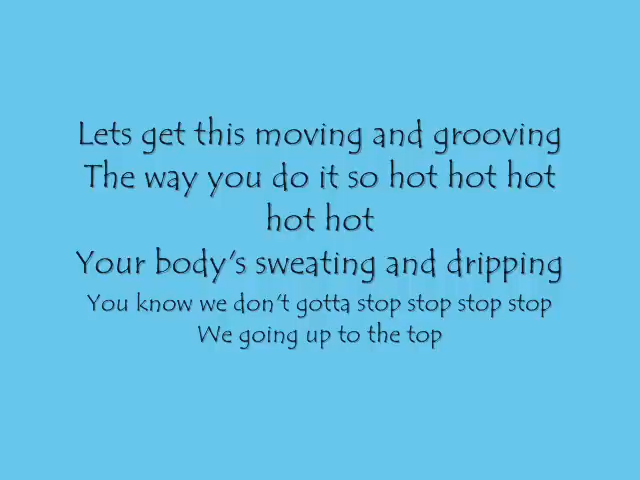 Lets get this moving and grooving
The way you do it so hot hot hot
hot hot
Your body's sweating and dripping
You know we don't gotta stop stop stop stop
We going up to the top